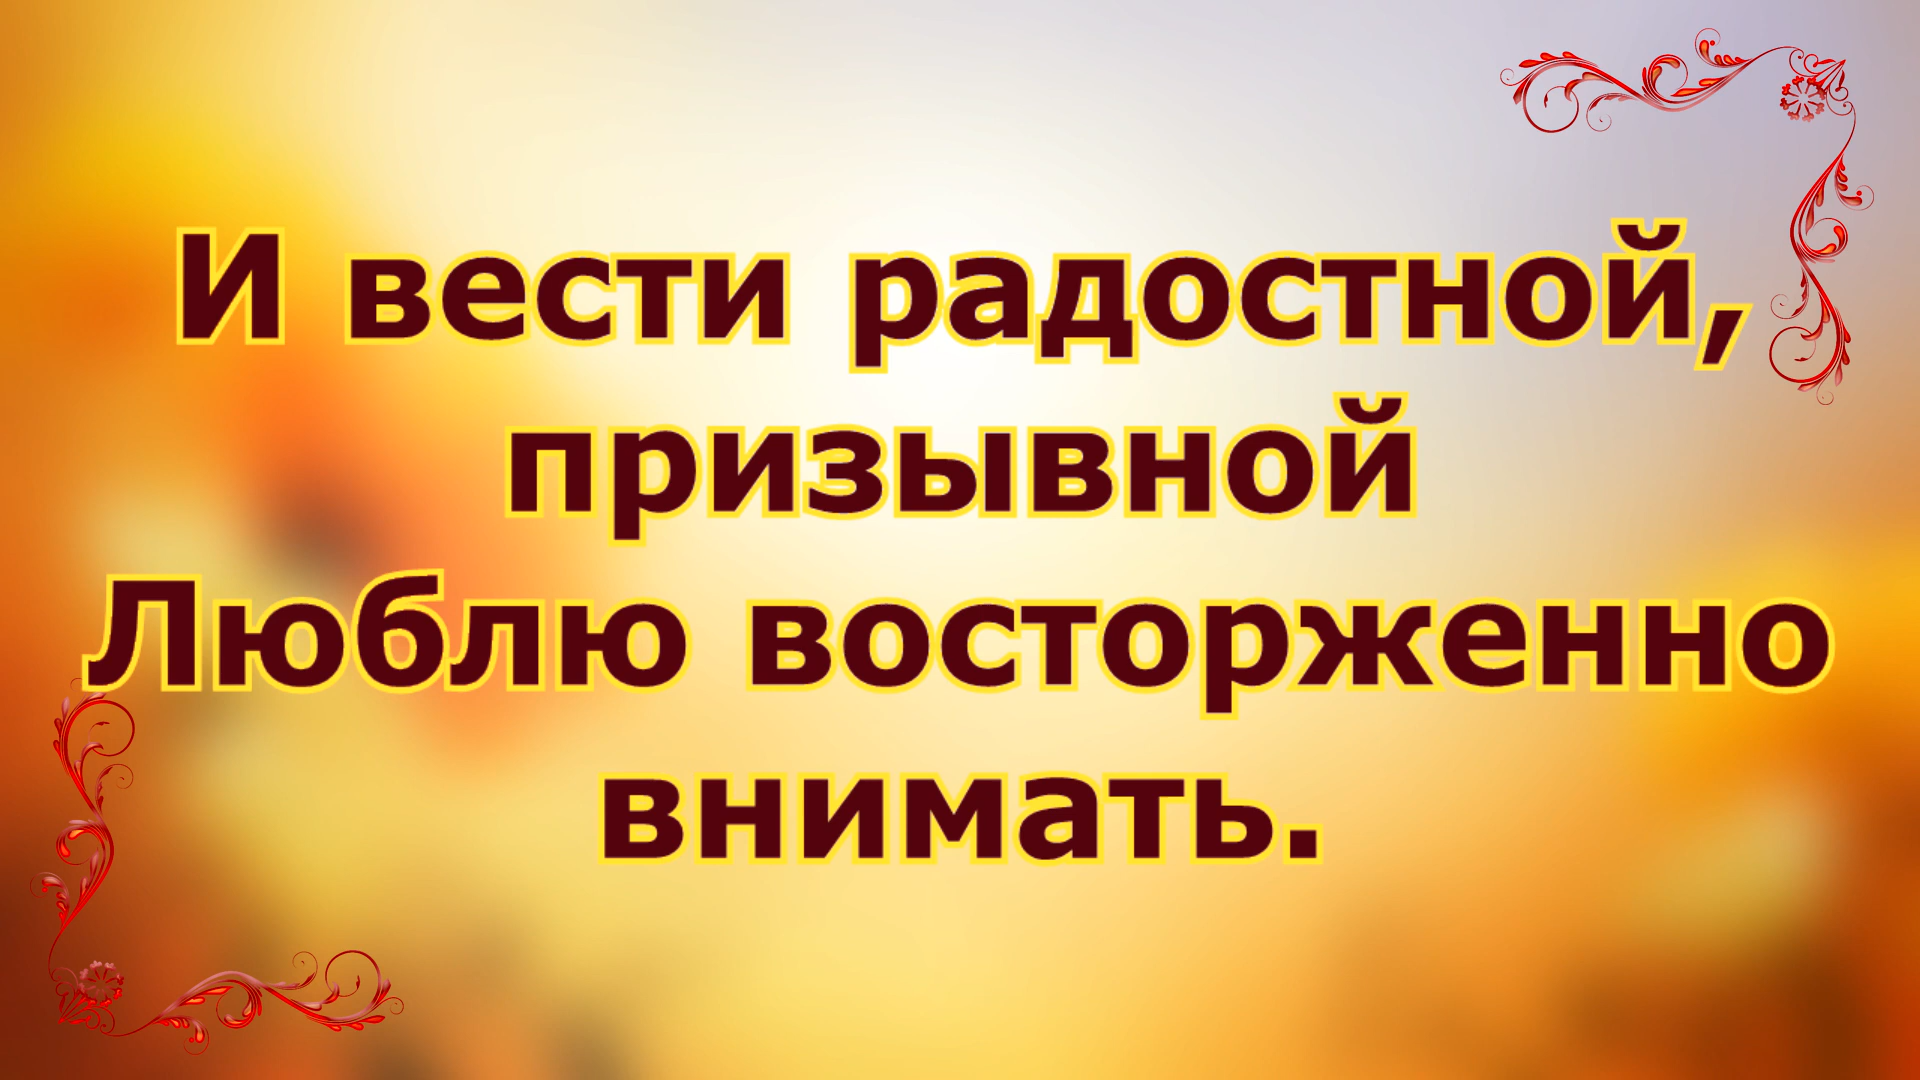 И вести радостной,
призывной
Люблю восторженно
внимать.